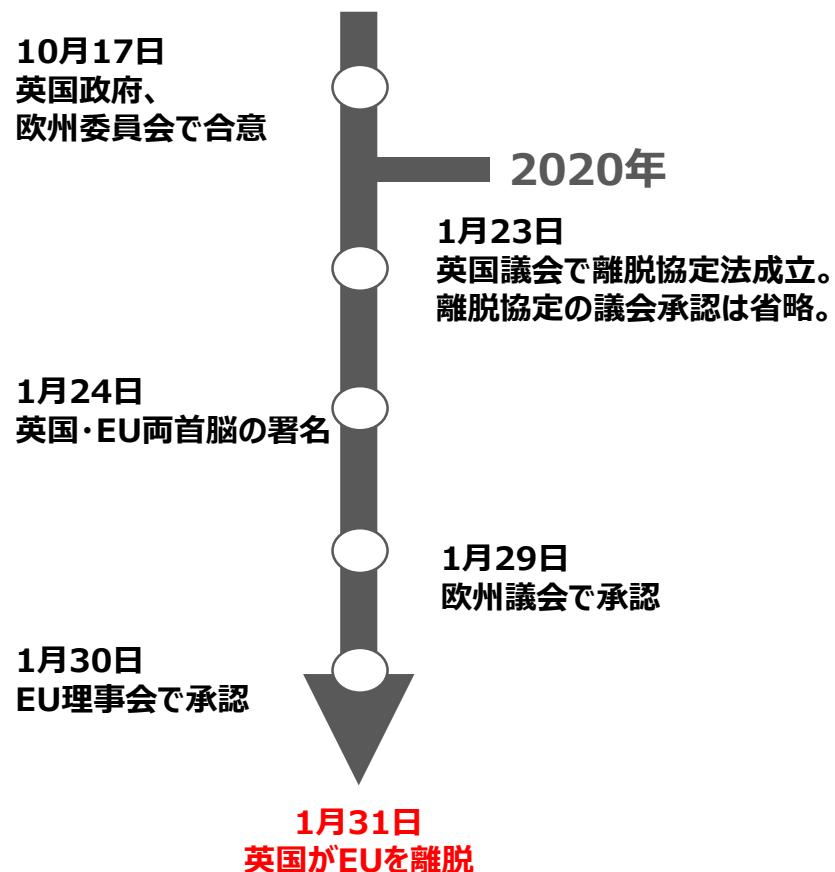 10月17日
英国政府、
欧州委員会で合意
2020年
1月23日
英国議会で離脱協定法成立。
離脱協定の議会承認は省略。
1月24日
英国・EU両首脳の署名
1月29日
欧州議会で承認
1月30日
EU理事会で承認
1月31日
英国がEUを離脱